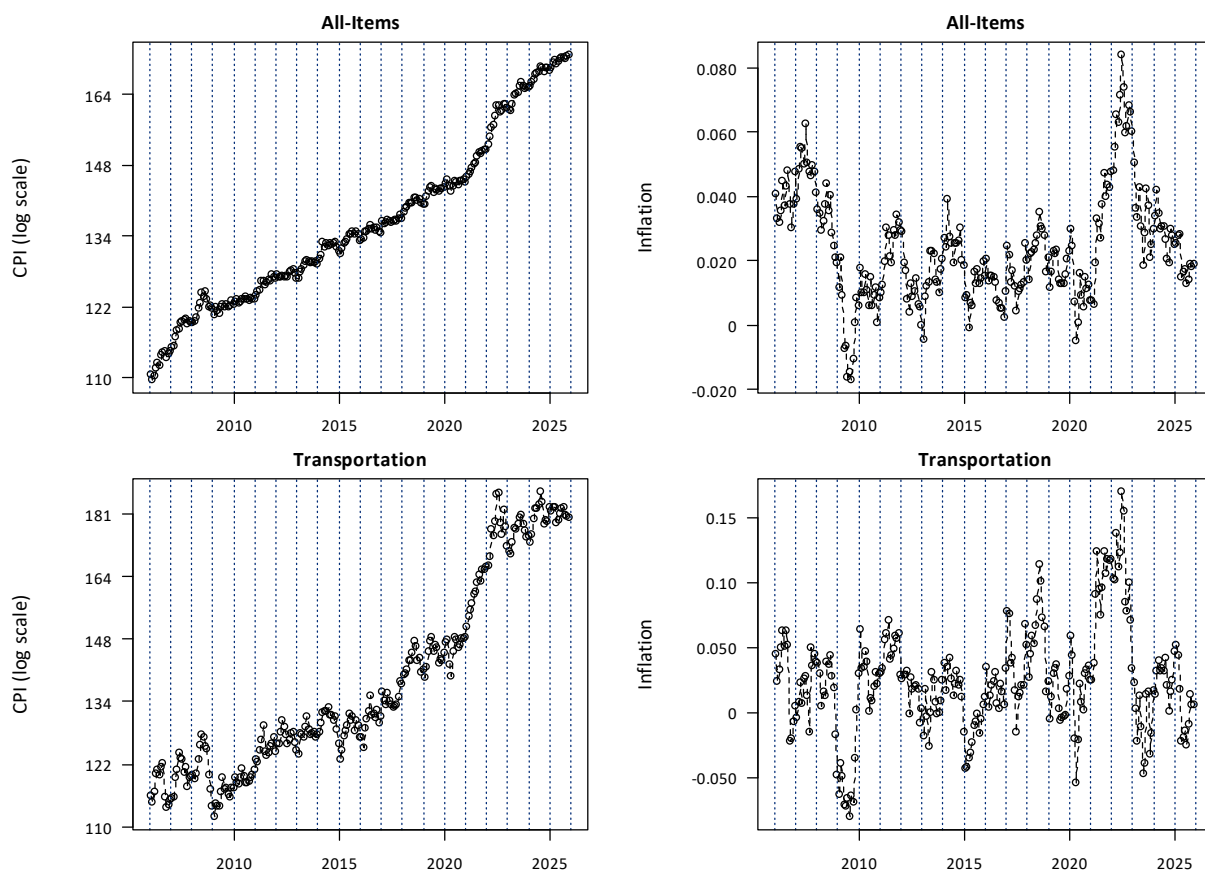 All-Items
CPI (log scale)
164
148
134
122
110
2010 2015 2020 2025
All-Items
Inflation
0.080
0.060
0.040
0.020
0
-0.020
2010 2015 2020 2025
Transportation
CPI (log scale)
181
164
148
134
122
110
2010 2015 2020 2025
Transportation
Inflation
0.15
0.10
0.050
0
-0.050
2010 2015 2020 2025